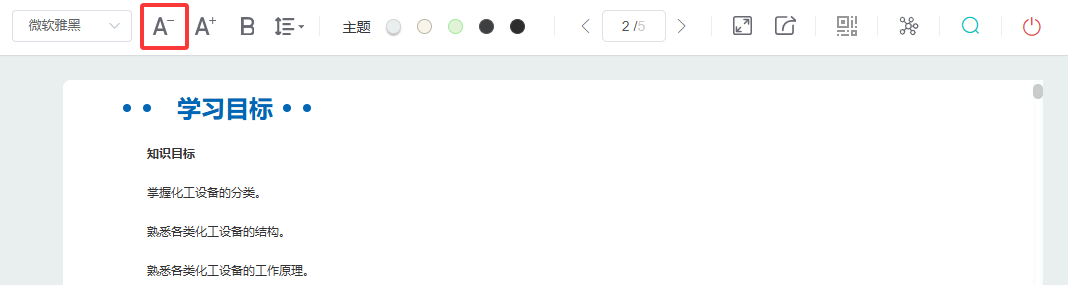 微软雅黑 A⁻ A⁺ B 主题 2 /5
学习目标
知识目标
掌握化工设备的分类。
熟悉各类化工设备的结构。
熟悉各类化工设备的工作原理。